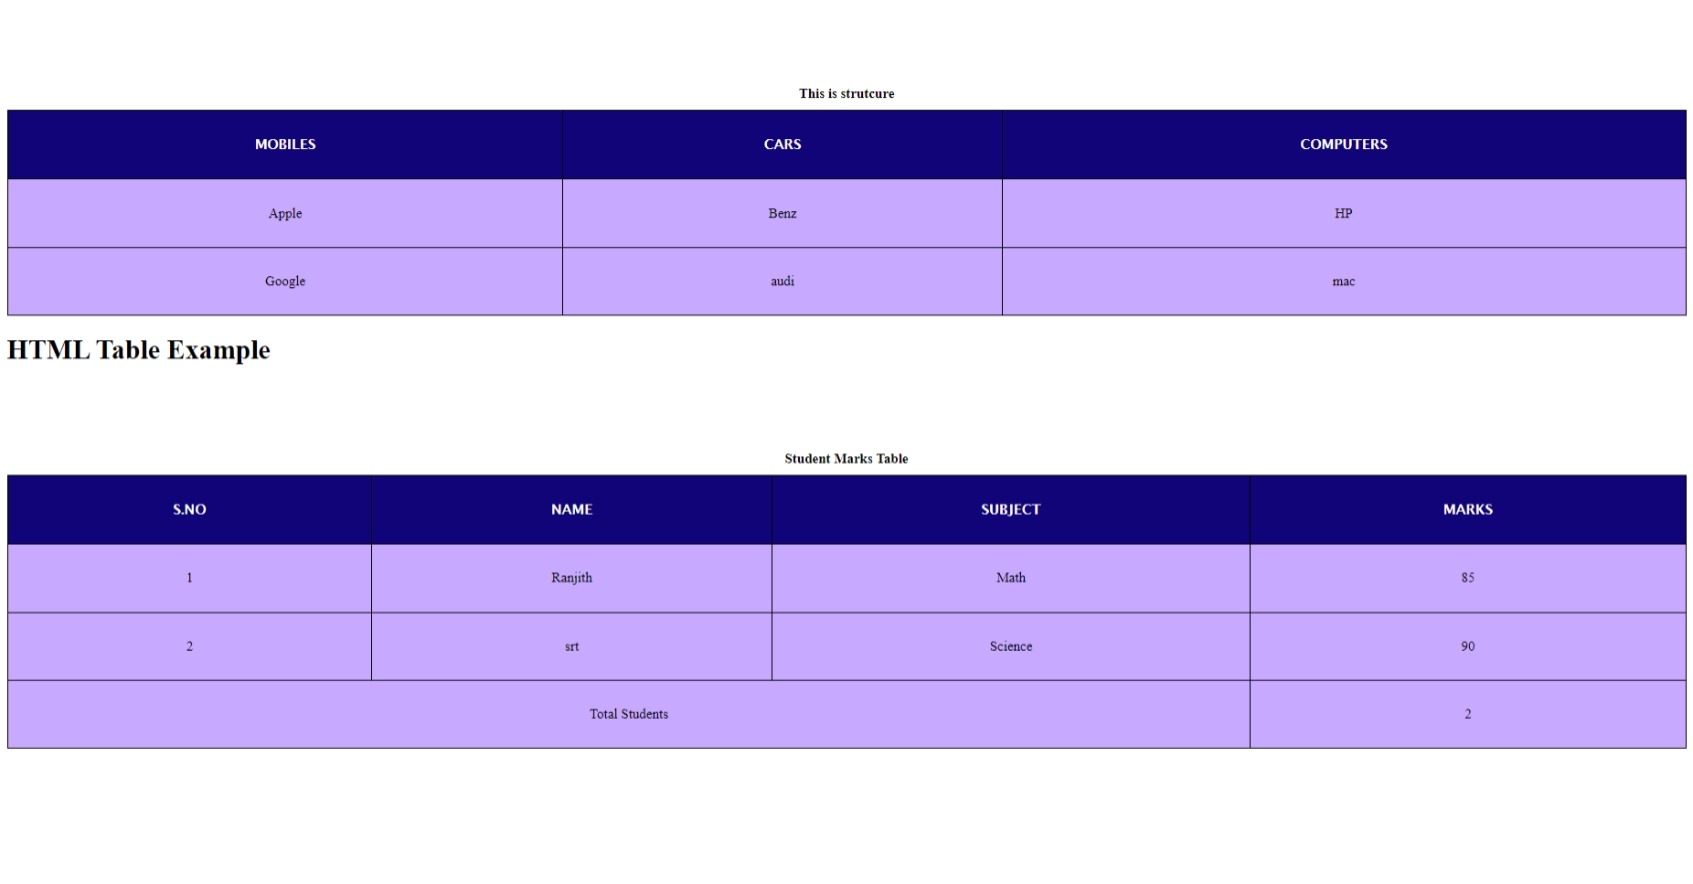 This is strutcure
MOBILES CARS COMPUTERS
Apple Benz HP
Google audi mac
HTML Table Example
Student Marks Table
S.NO NAME SUBJECT MARKS
1 Ranjith Math 85
2 srt Science 90
Total Students 2